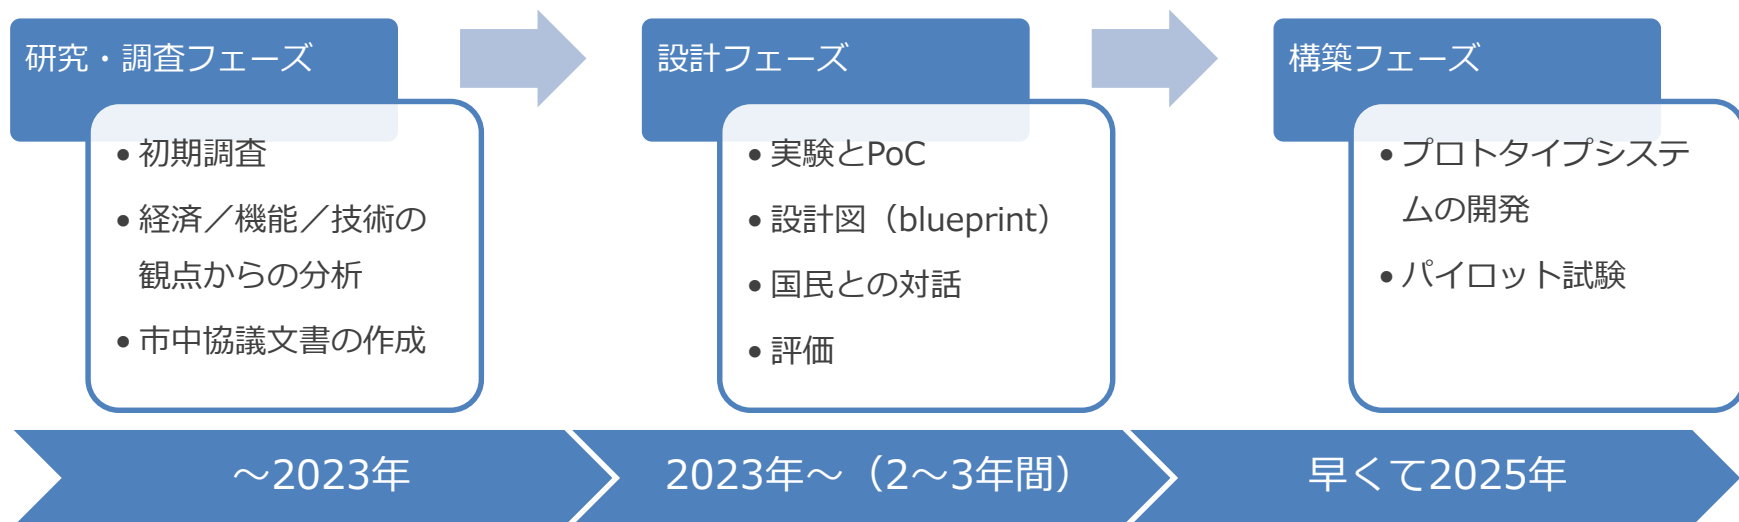 研究・調査フェーズ
• 初期調査
• 経済／機能／技術の
観点からの分析
• 市中協議文書の作成
設計フェーズ
• 実験とPoC
• 設計図（blueprint）
• 国民との対話
• 評価
構築フェーズ
• プロトタイプシステ
ムの開発
• パイロット試験
～2023年
2023年～（2～3年間）
早くて2025年